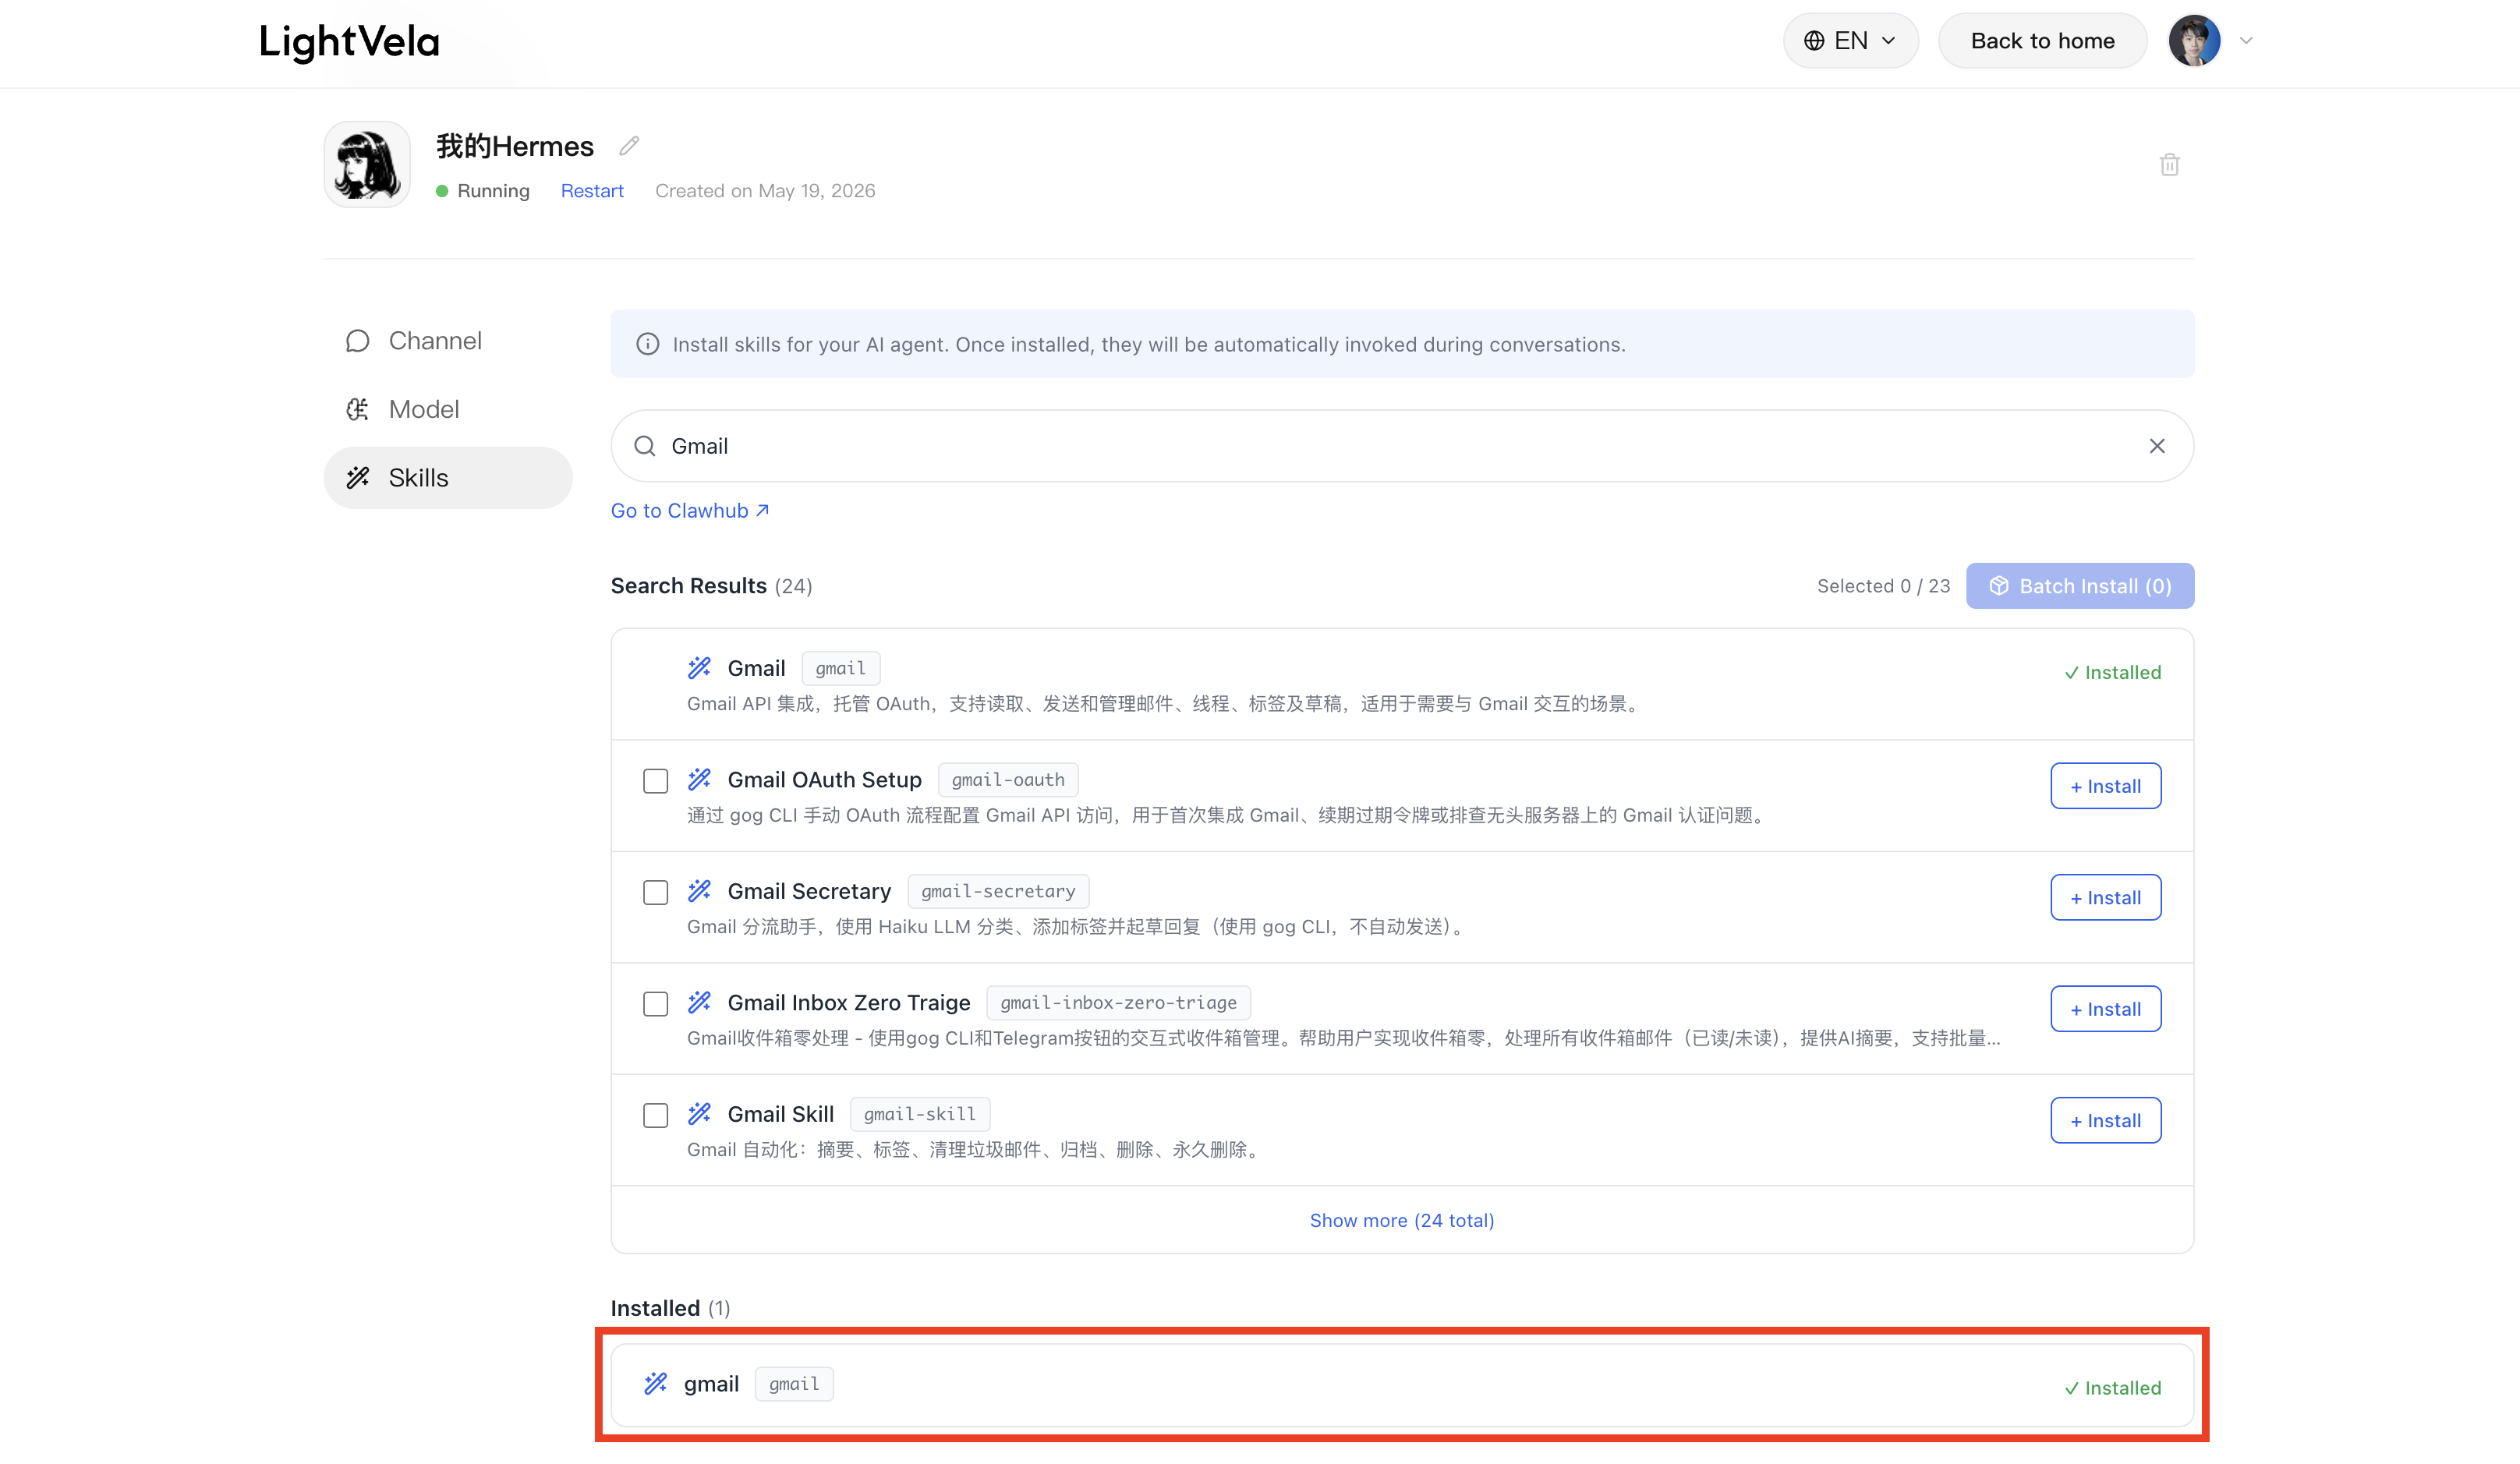 LightVela
EN
Back to home
我的Hermes
Running Restart Created on May 19, 2026
Channel
Model
Skills
Install skills for your AI agent. Once installed, they will be automatically invoked during conversations.
Gmail
Go to Clawhub ↗
Search Results (24)
Selected 0 / 23
Batch Install (0)
Gmail gmail
✓ Installed
Gmail API 集成，托管 OAuth，支持读取、发送和管理邮件、线程、标签及草稿，适用于需要与 Gmail 交互的场景。
Gmail OAuth Setup gmail-oauth
+ Install
通过 gog CLI 手动 OAuth 流程配置 Gmail API 访问，用于首次集成 Gmail、续期过期令牌或排查无头服务器上的 Gmail 认证问题。
Gmail Secretary gmail-secretary
+ Install
Gmail 分流助手，使用 Haiku LLM 分类、添加标签并起草回复（使用 gog CLI，不自动发送）。
Gmail Inbox Zero Traige gmail-inbox-zero-triage
+ Install
Gmail收件箱零处理 - 使用gog CLI和Telegram按钮的交互式收件箱管理。帮助用户实现收件箱零，处理所有收件箱邮件（已读/未读），提供AI摘要，支持批量...
Gmail Skill gmail-skill
+ Install
Gmail 自动化：摘要、标签、清理垃圾邮件、归档、删除、永久删除。
Show more (24 total)
Installed (1)
gmail gmail
✓ Installed